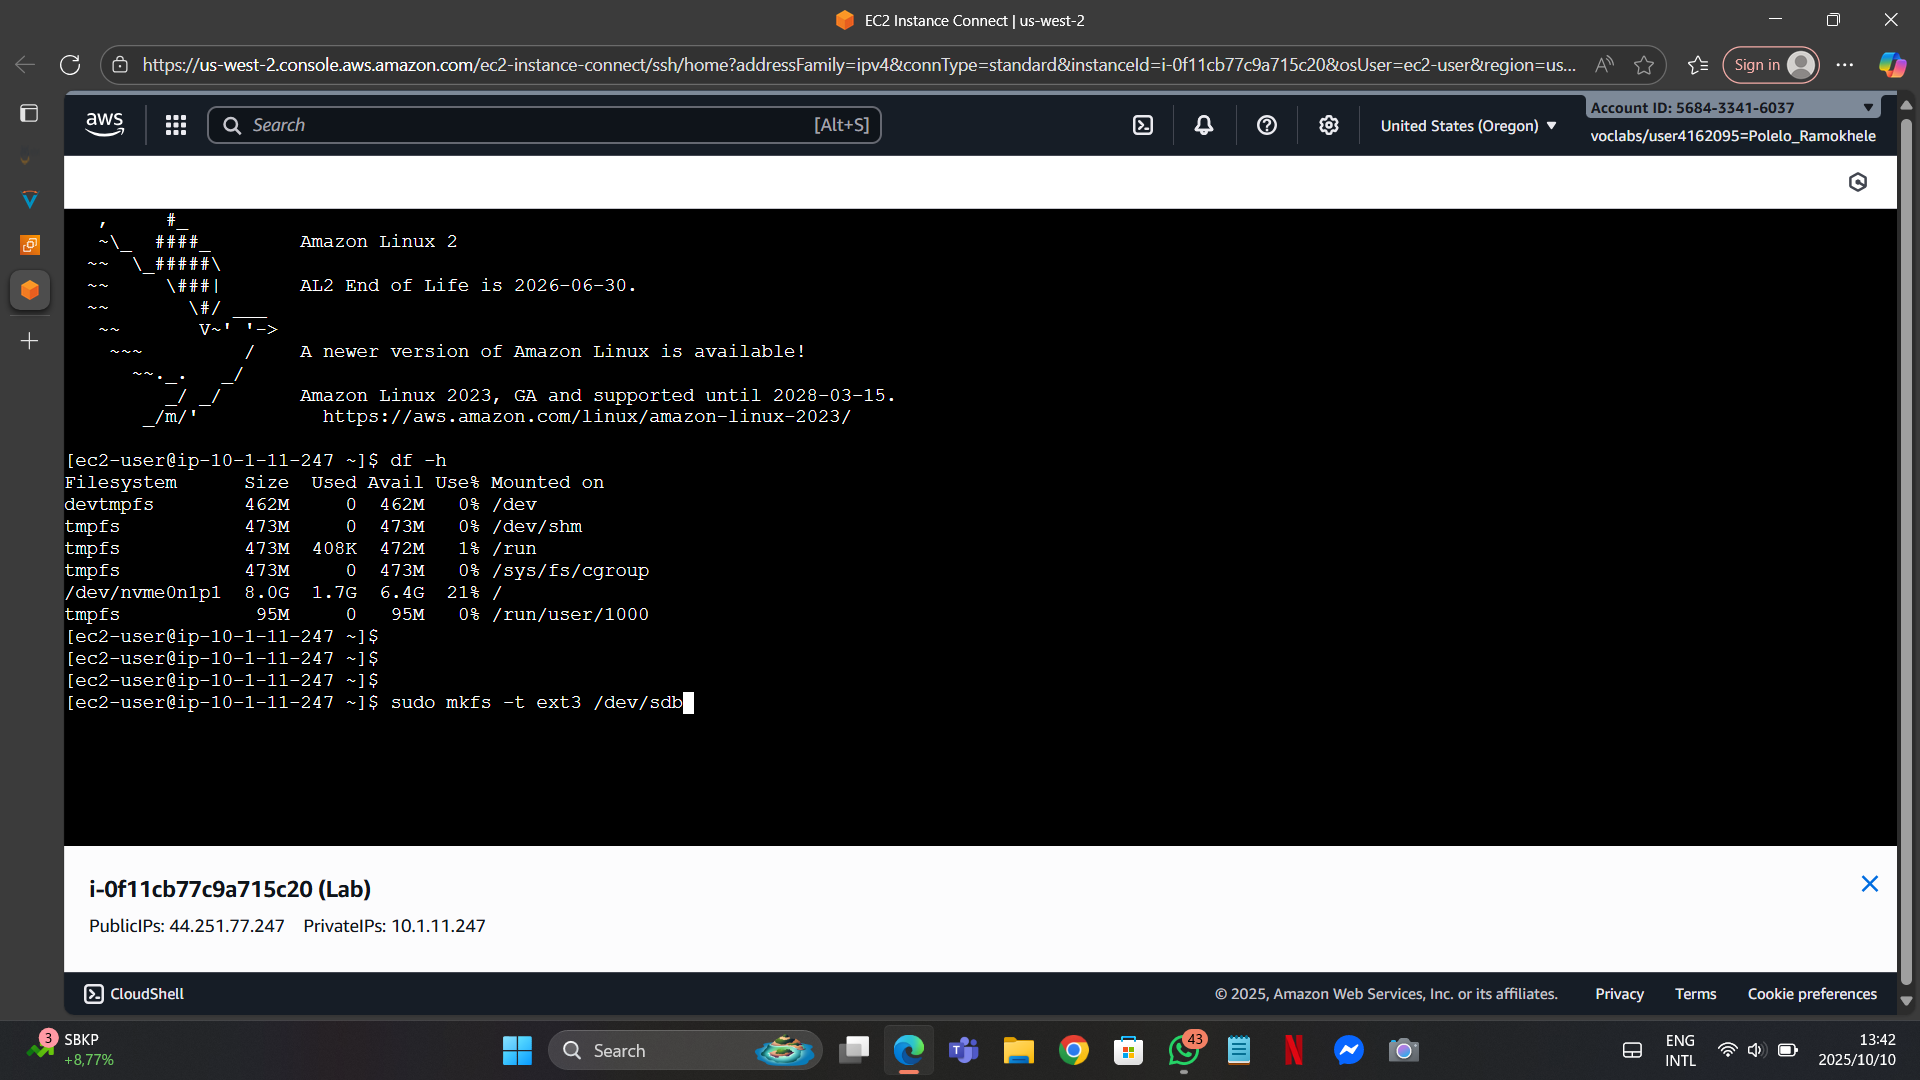 EC2 Instance Connect | us-west-2
https://us-west-2.console.aws.amazon.com/ec2-instance-connect/ssh/home?addressFamily=ipv4&connType=standard&instanceId=i-0f11cb77c9a715c20&osUser=ec2-user&region=us...
Sign in
aws
Search
[Alt+S]
United States (Oregon)
Account ID: 5684-3341-6037
voclabs/user4162095=Polelo_Ramokhele
   ,     #_
   ~\_  ####_        Amazon Linux 2
  ~~  \_#####\
  ~~     \###|       AL2 End of Life is 2026-06-30.
  ~~       \#/ ___
   ~~       V~' '->
    ~~~         /    A newer version of Amazon Linux is available!
      ~~._.   _/
         _/ _/       Amazon Linux 2023, GA and supported until 2028-03-15.
       _/m/'           https://aws.amazon.com/linux/amazon-linux-2023/
[ec2-user@ip-10-1-11-247 ~]$ df -h
Filesystem      Size  Used Avail Use% Mounted on
devtmpfs        462M     0  462M   0% /dev
tmpfs           473M     0  473M   0% /dev/shm
tmpfs           473M  408K  472M   1% /run
tmpfs           473M     0  473M   0% /sys/fs/cgroup
/dev/nvme0n1p1  8.0G  1.7G  6.4G  21% /
tmpfs            95M     0   95M   0% /run/user/1000
[ec2-user@ip-10-1-11-247 ~]$
[ec2-user@ip-10-1-11-247 ~]$
[ec2-user@ip-10-1-11-247 ~]$
[ec2-user@ip-10-1-11-247 ~]$ sudo mkfs -t ext3 /dev/sdb
i-0f11cb77c9a715c20 (Lab)
PublicIPs: 44.251.77.247    PrivateIPs: 10.1.11.247
CloudShell
© 2025, Amazon Web Services, Inc. or its affiliates.
Privacy
Terms
Cookie preferences
3
SBKP
+8,77%
Search
43
ENG
INTL
13:42
2025/10/10